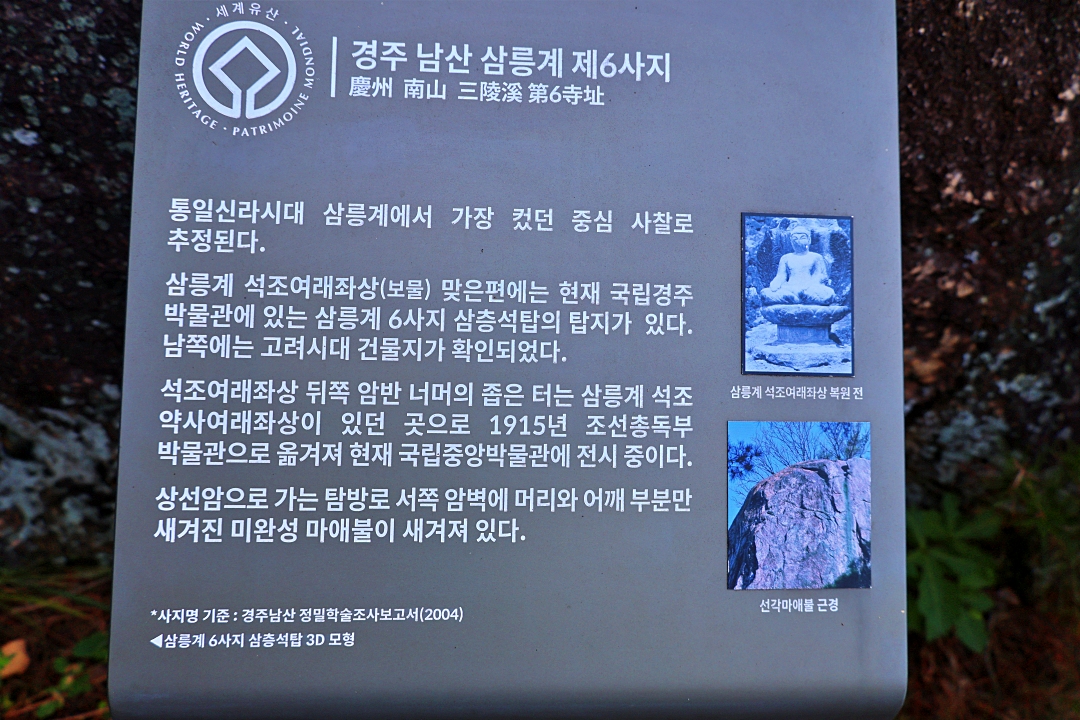 · 세계유산 ·
WORLD HERITAGE · PATRIMOINE MONDIAL
경주 남산 삼릉계 제6사지
慶州 南山 三陵溪 第6寺址
통일신라시대 삼릉계에서 가장 컸던 중심 사찰로
추정된다.
삼릉계 석조여래좌상(보물) 맞은편에는 현재 국립경주
박물관에 있는 삼릉계 6사지 삼층석탑의 탑지가 있다.
남쪽에는 고려시대 건물지가 확인되었다.
석조여래좌상 뒤쪽 암반 너머의 좁은 터는 삼릉계 석조
약사여래좌상이 있던 곳으로 1915년 조선총독부
박물관으로 옮겨져 현재 국립중앙박물관에 전시 중이다.
상선암으로 가는 탐방로 서쪽 암벽에 머리와 어깨 부분만
새겨진 미완성 마애불이 새겨져 있다.
*사지명 기준 : 경주남산 정밀학술조사보고서(2004)
◀삼릉계 6사지 삼층석탑 3D 모형
삼릉계 석조여래좌상 복원 전
선각마애불 근경